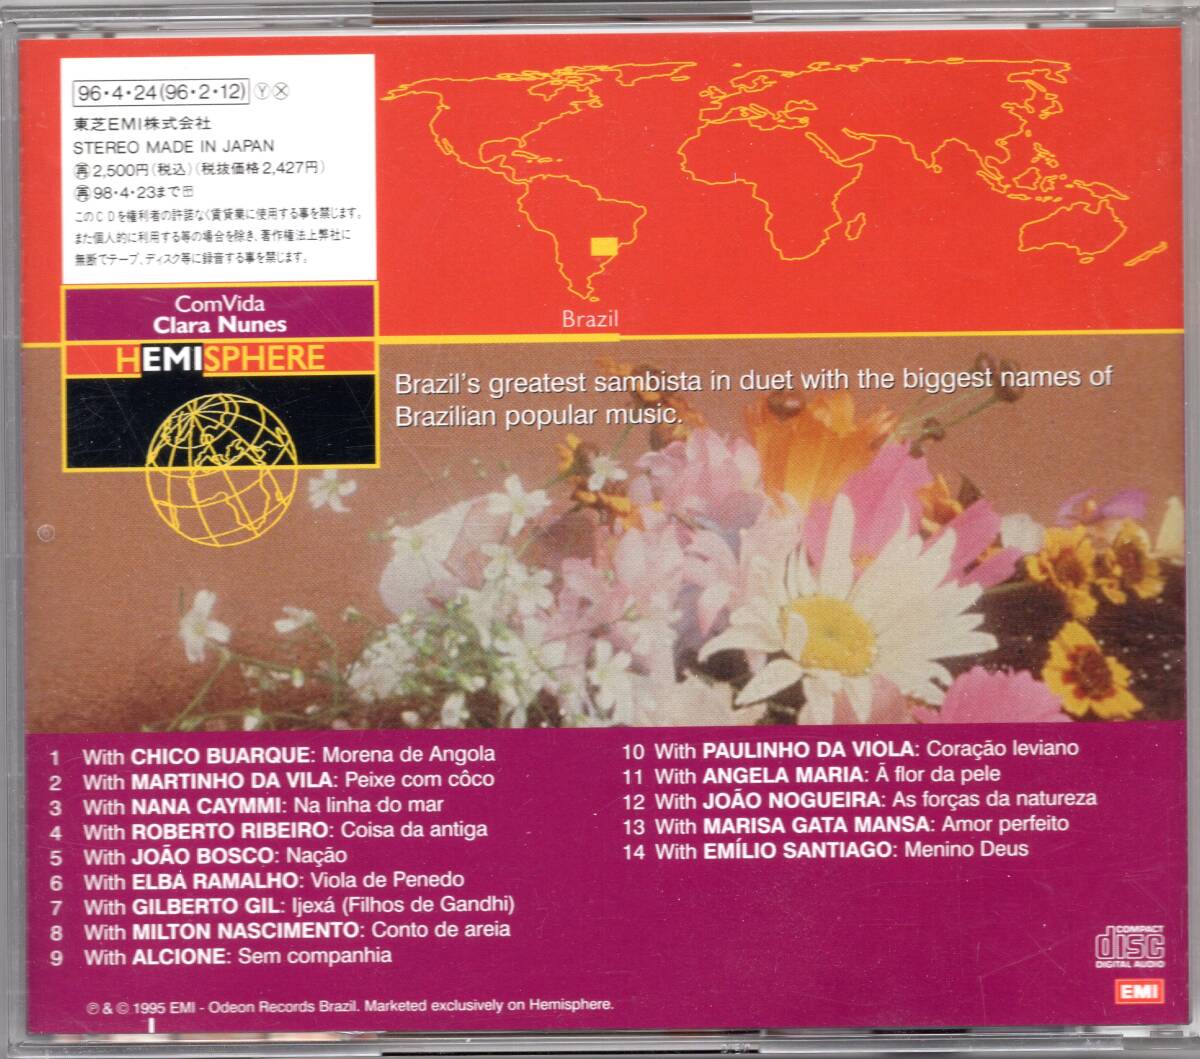 96・4・24(96・2・12) Ⓨ Ⓧ
東芝EMI株式会社
STEREO MADE IN JAPAN
㊢2,500円(税込)(税抜価格2,427円)
98・4・23まで
このCDを権利者の許諾なく賃貸業に使用する事を禁じます。
また個人的に利用する等の場合を除き、著作権法上弊社に
無断でテープ、ディスク等に録音する事を禁じます。
ComVida
Clara Nunes
HEMISPHERE
Brazil
Brazil's greatest sambista in duet with the biggest names of
Brazilian popular music.
1 With CHICO BUARQUE: Morena de Angola
2 With MARTINHO DA VILA: Peixe com côco
3 With NANA CAYMMI: Na linha do mar
4 With ROBERTO RIBEIRO: Coisa da antiga
5 With JOÃO BOSCO: Nação
6 With ELBA RAMALHO: Viola de Penedo
7 With GILBERTO GIL: Ijexá (Filhos de Gandhi)
8 With MILTON NASCIMENTO: Conto de areia
9 With ALCIONE: Sem companhia
10 With PAULINHO DA VIOLA: Coração leviano
11 With ANGELA MARIA: Ã flor da pele
12 With JOÃO NOGUEIRA: As forças da natureza
13 With MARISA GATA MANSA: Amor perfeito
14 With EMÍLIO SANTIAGO: Menino Deus
℗ & © 1995 EMI - Odeon Records Brazil. Marketed exclusively on Hemisphere.
COMPACT
disc
DIGITAL AUDIO
EMI